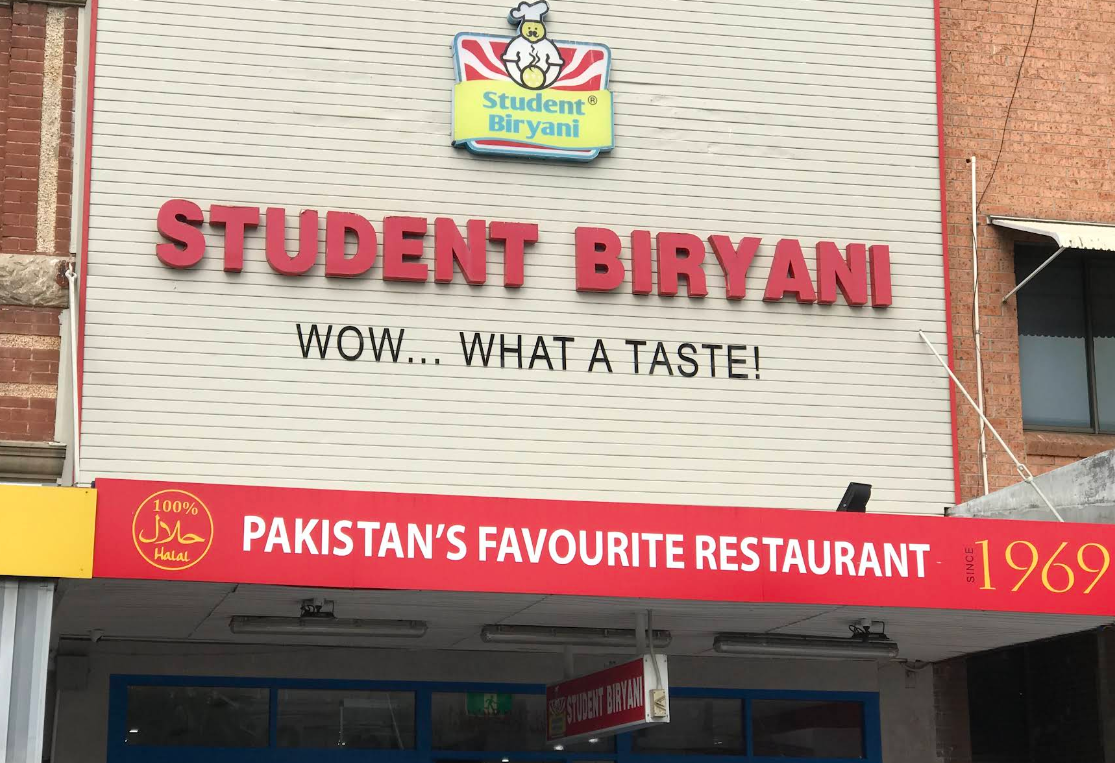 Student®
Biryani
STUDENT BIRYANI
WOW... WHAT A TASTE!
100%
حلال
Halal
PAKISTAN'S FAVOURITE RESTAURANT
SINCE
1969
STUDENT BIRYANI